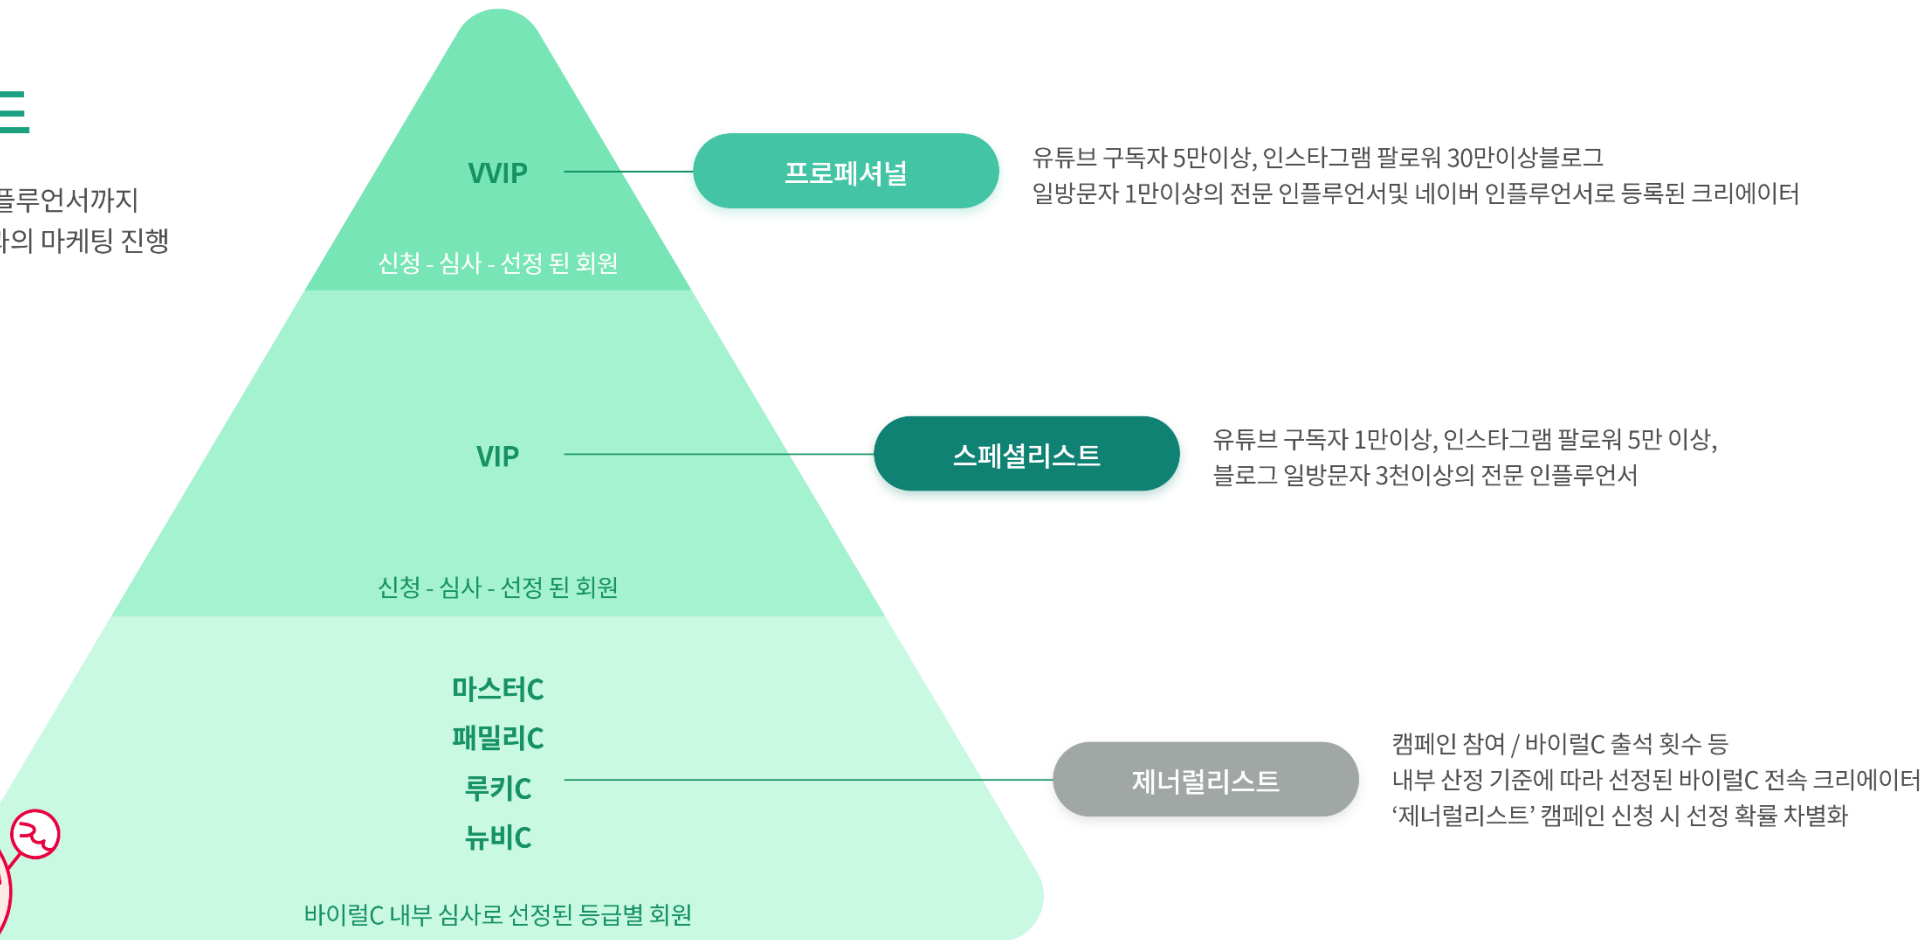 드
플루언서까지
의 마케팅 진행
VVIP
신청 - 심사 - 선정 된 회원
프로페셔널
유튜브 구독자 5만이상, 인스타그램 팔로워 30만이상블로그
일방문자 1만이상의 전문 인플루언서및 네이버 인플루언서로 등록된 크리에이터
VIP
신청 - 심사 - 선정 된 회원
스페셜리스트
유튜브 구독자 1만이상, 인스타그램 팔로워 5만 이상,
블로그 일방문자 3천이상의 전문 인플루언서
마스터C
패밀리C
루키C
뉴비C
바이럴C 내부 심사로 선정된 등급별 회원
제너럴리스트
캠페인 참여 / 바이럴C 출석 횟수 등
내부 산정 기준에 따라 선정된 바이럴C 전속 크리에이터
‘제너럴리스트’ 캠페인 신청 시 선정 확률 차별화